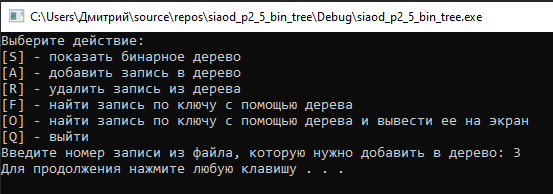 C:\Users\Дмитрий\source\repos\siaod_p2_5_bin_tree\Debug\siaod_p2_5_bin_tree.exe
Выберите действие:
[S] - показать бинарное дерево
[A] - добавить запись в дерево
[R] - удалить запись из дерева
[F] - найти запись по ключу с помощью дерева
[O] - найти запись по ключу с помощью дерева и вывести ее на экран
[Q] - выйти
Введите номер записи из файла, которую нужно добавить в дерево: 3
Для продолжения нажмите любую клавишу . . .